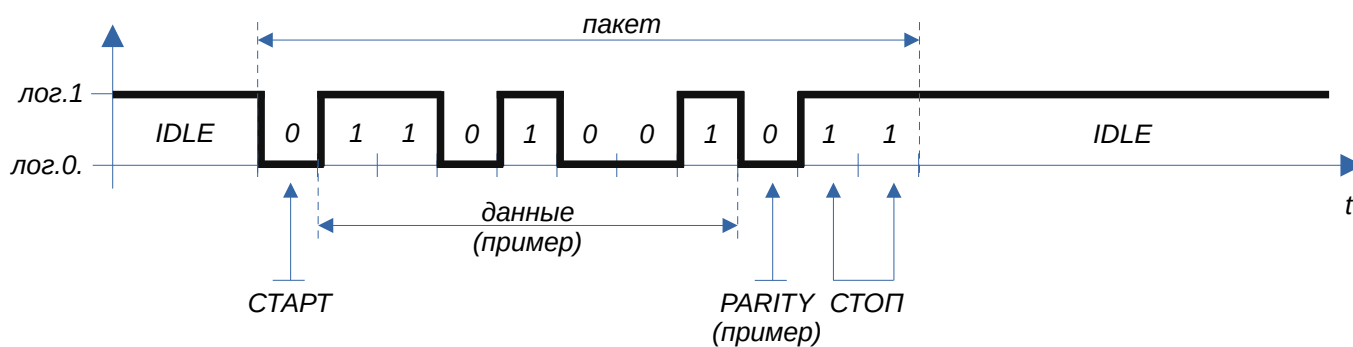 пакет
лог.1
IDLE 0 1 1 0 1 0 0 1 0 1 1 IDLE
лог.0.
t
данные
(пример)
СТАРТ
PARITY СТОП
(пример)